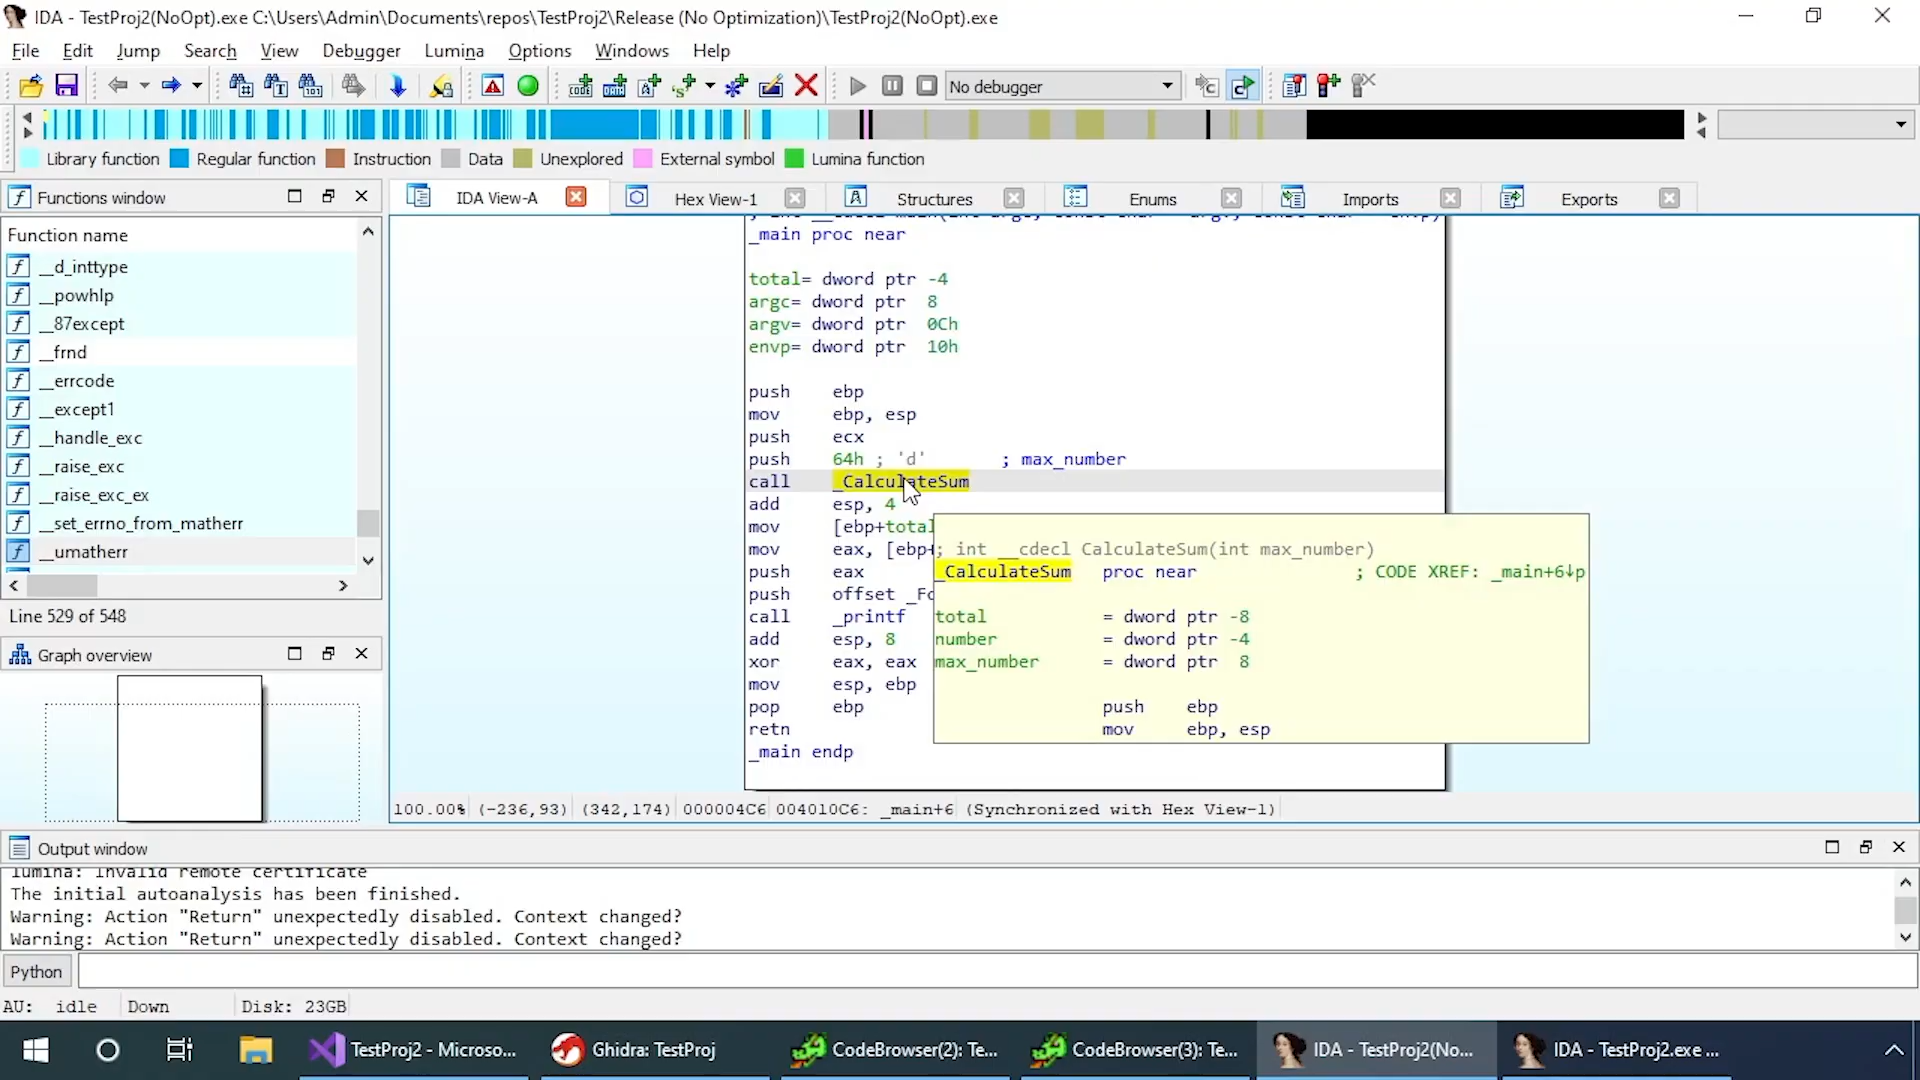 IDA - TestProj2(NoOpt).exe C:\Users\Admin\Documents\repos\TestProj2\Release (No Optimization)\TestProj2(NoOpt).exe
File Edit Jump Search View Debugger Lumina Options Windows Help
No debugger
Library function Regular function Instruction Data Unexplored External symbol Lumina function
Functions window
IDA View-A Hex View-1 Structures Enums Imports Exports
Function name
__d_inttype
__powhlp
__87except
__frnd
__errcode
__except1
__handle_exc
__raise_exc
__raise_exc_ex
__set_errno_from_matherr
__umatherr
Line 529 of 548
Graph overview
_main proc near
total= dword ptr -4
argc= dword ptr 8
argv= dword ptr 0Ch
envp= dword ptr 10h
push ebp
mov ebp, esp
push ecx
push 64h ; 'd' ; max_number
call _CalculateSum
add esp, 4
mov [ebp+total
mov eax, [ebp+
push eax
push offset _Fo
call _printf
add esp, 8
xor eax, eax
mov esp, ebp
pop ebp
retn
_main endp
; int __cdecl CalculateSum(int max_number)
_CalculateSum proc near ; CODE XREF: _main+6↓p
total = dword ptr -8
number = dword ptr -4
max_number = dword ptr 8
push ebp
mov ebp, esp
100.00% (-236,93) (342,174) 000004C6 004010C6: _main+6 (Synchronized with Hex View-1)
Output window
lumina: Invalid remote certificate
The initial autoanalysis has been finished.
Warning: Action "Return" unexpectedly disabled. Context changed?
Warning: Action "Return" unexpectedly disabled. Context changed?
Python
AU: idle Down Disk: 23GB
TestProj2 - Microso... Ghidra: TestProj CodeBrowser(2): Te... CodeBrowser(3): Te... IDA - TestProj2(No... IDA - TestProj2.exe ...